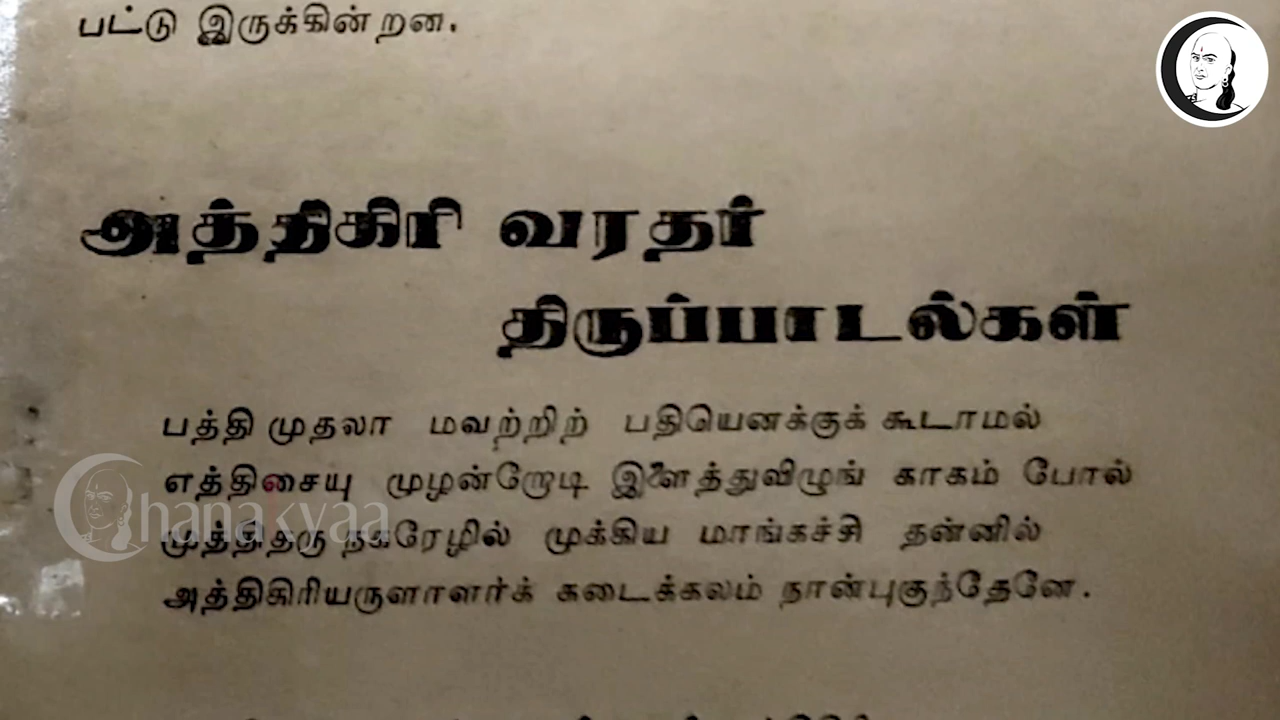 பட்டு இருக்கின்றன.
அத்திகிரி வரதர்
திருப்பாடல்கள்
பத்தி முதலா மவற்றிற் பதியெனக்குக் கூடாமல்
எத்திசையு முழன்றோடி இளைத்துவிழுங் காகம் போல்
முத்திதரு நகரேழில் முக்கிய மாங்கச்சி தன்னில்
அத்திகிரியருளாளர்க் கடைக்கலம் நான்புகுந்தேனே.
Chanakyaa